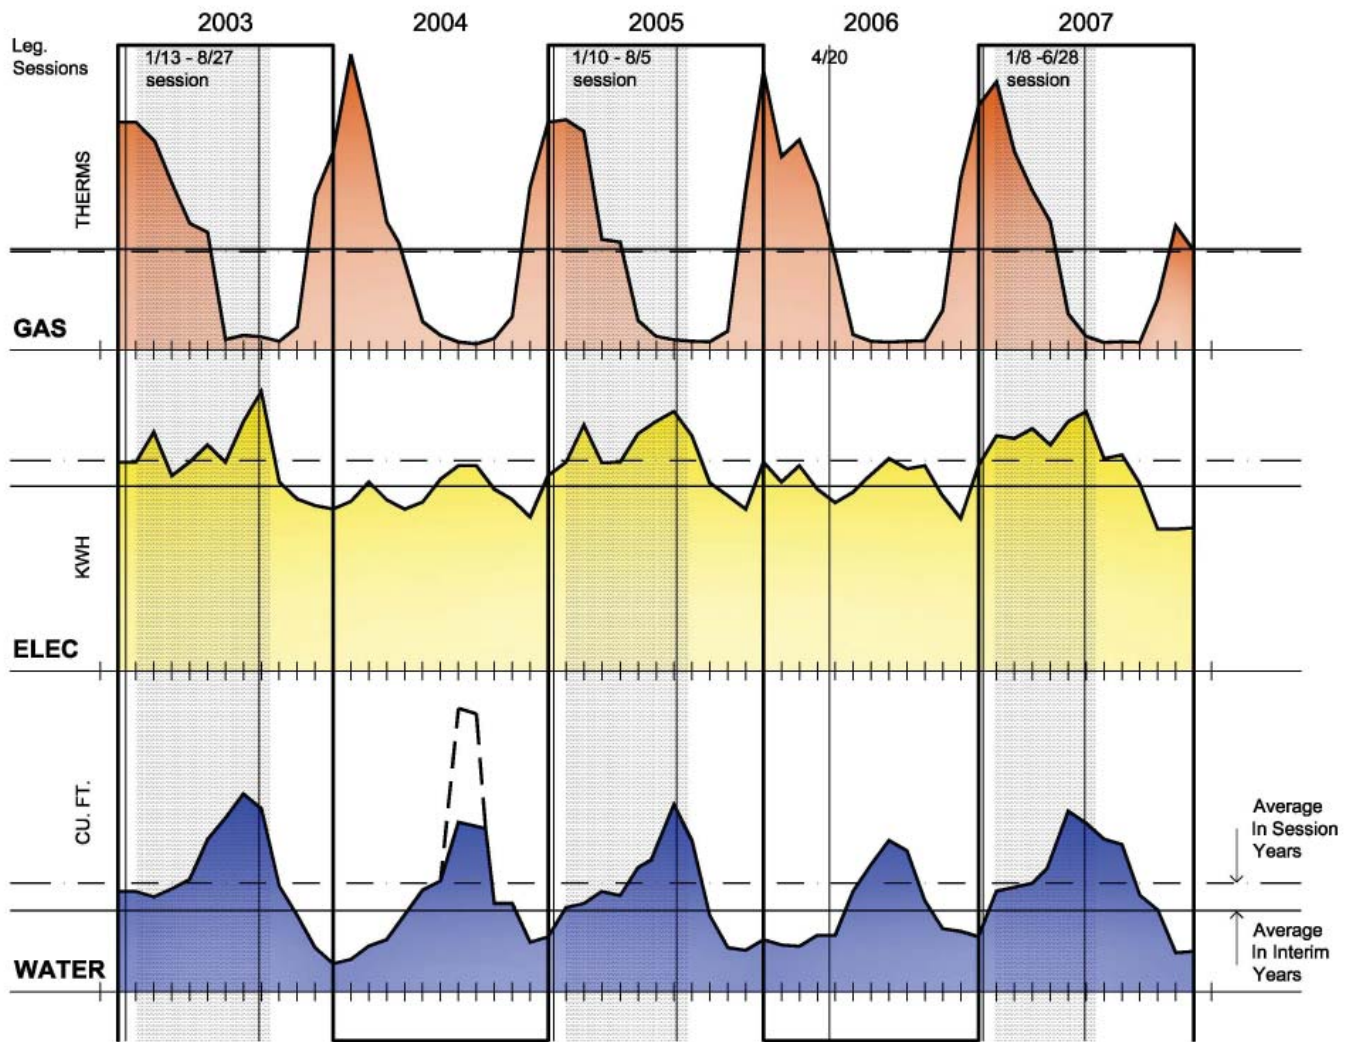 2003
2004
2005
2006
2007
Leg.
Sessions
1/13 - 8/27
session
1/10 - 8/5
session
4/20
1/8 -6/28
session
THERMS
GAS
KWH
ELEC
CU. FT.
Average
In Session
Years
WATER
Average
In Interim
Years